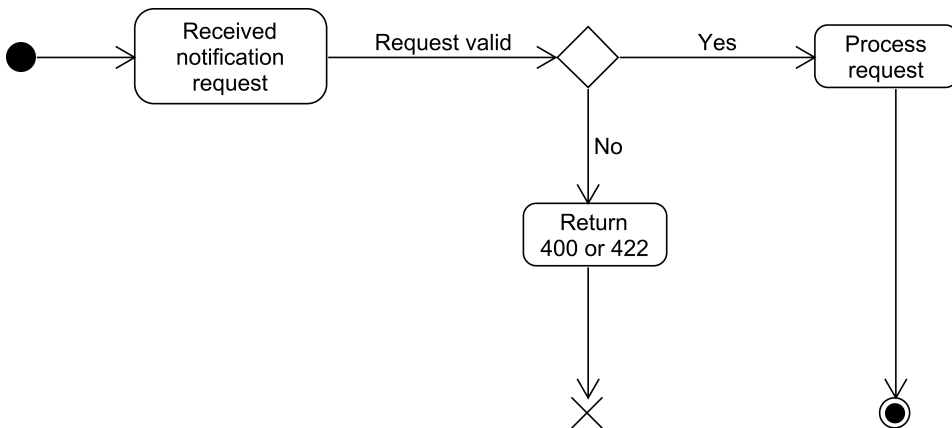 Received
notification
request
Request valid
Yes
Process
request
No
Return
400 or 422